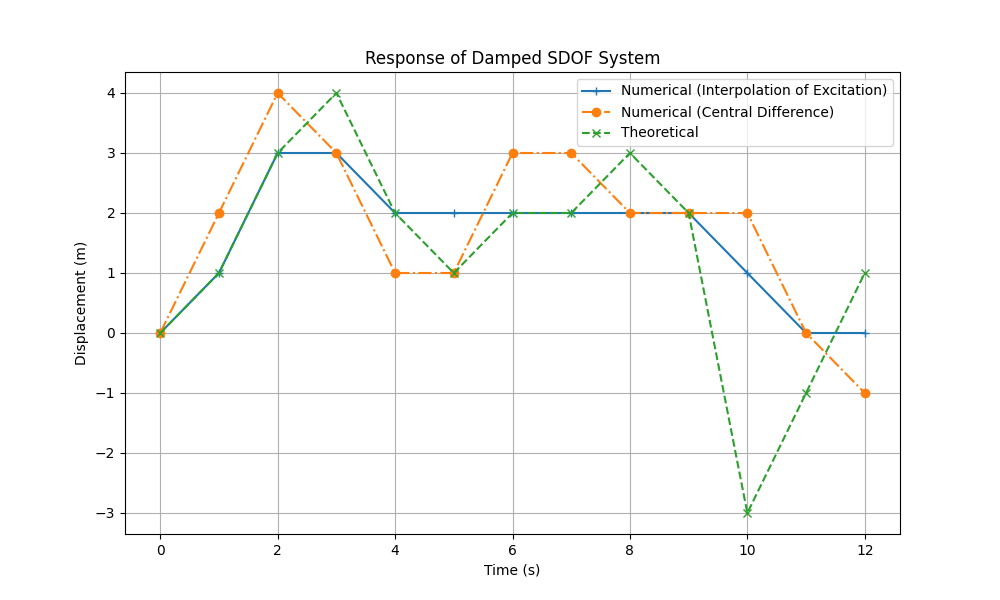 Response of Damped SDOF System
Numerical (Interpolation of Excitation)
Numerical (Central Difference)
Theoretical
Displacement (m)
4
3
2
1
0
−1
−2
−3
0 2 4 6 8 10 12
Time (s)